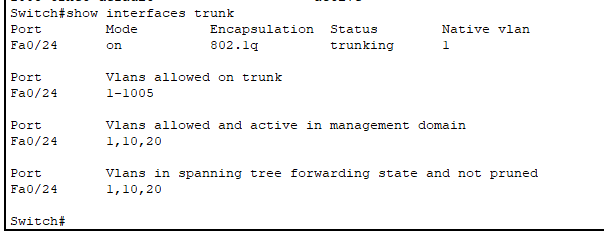 Switch#show interfaces trunk
Port        Mode         Encapsulation  Status        Native vlan
Fa0/24      on           802.1q         trunking      1

Port        Vlans allowed on trunk
Fa0/24      1-1005

Port        Vlans allowed and active in management domain
Fa0/24      1,10,20

Port        Vlans in spanning tree forwarding state and not pruned
Fa0/24      1,10,20

Switch#